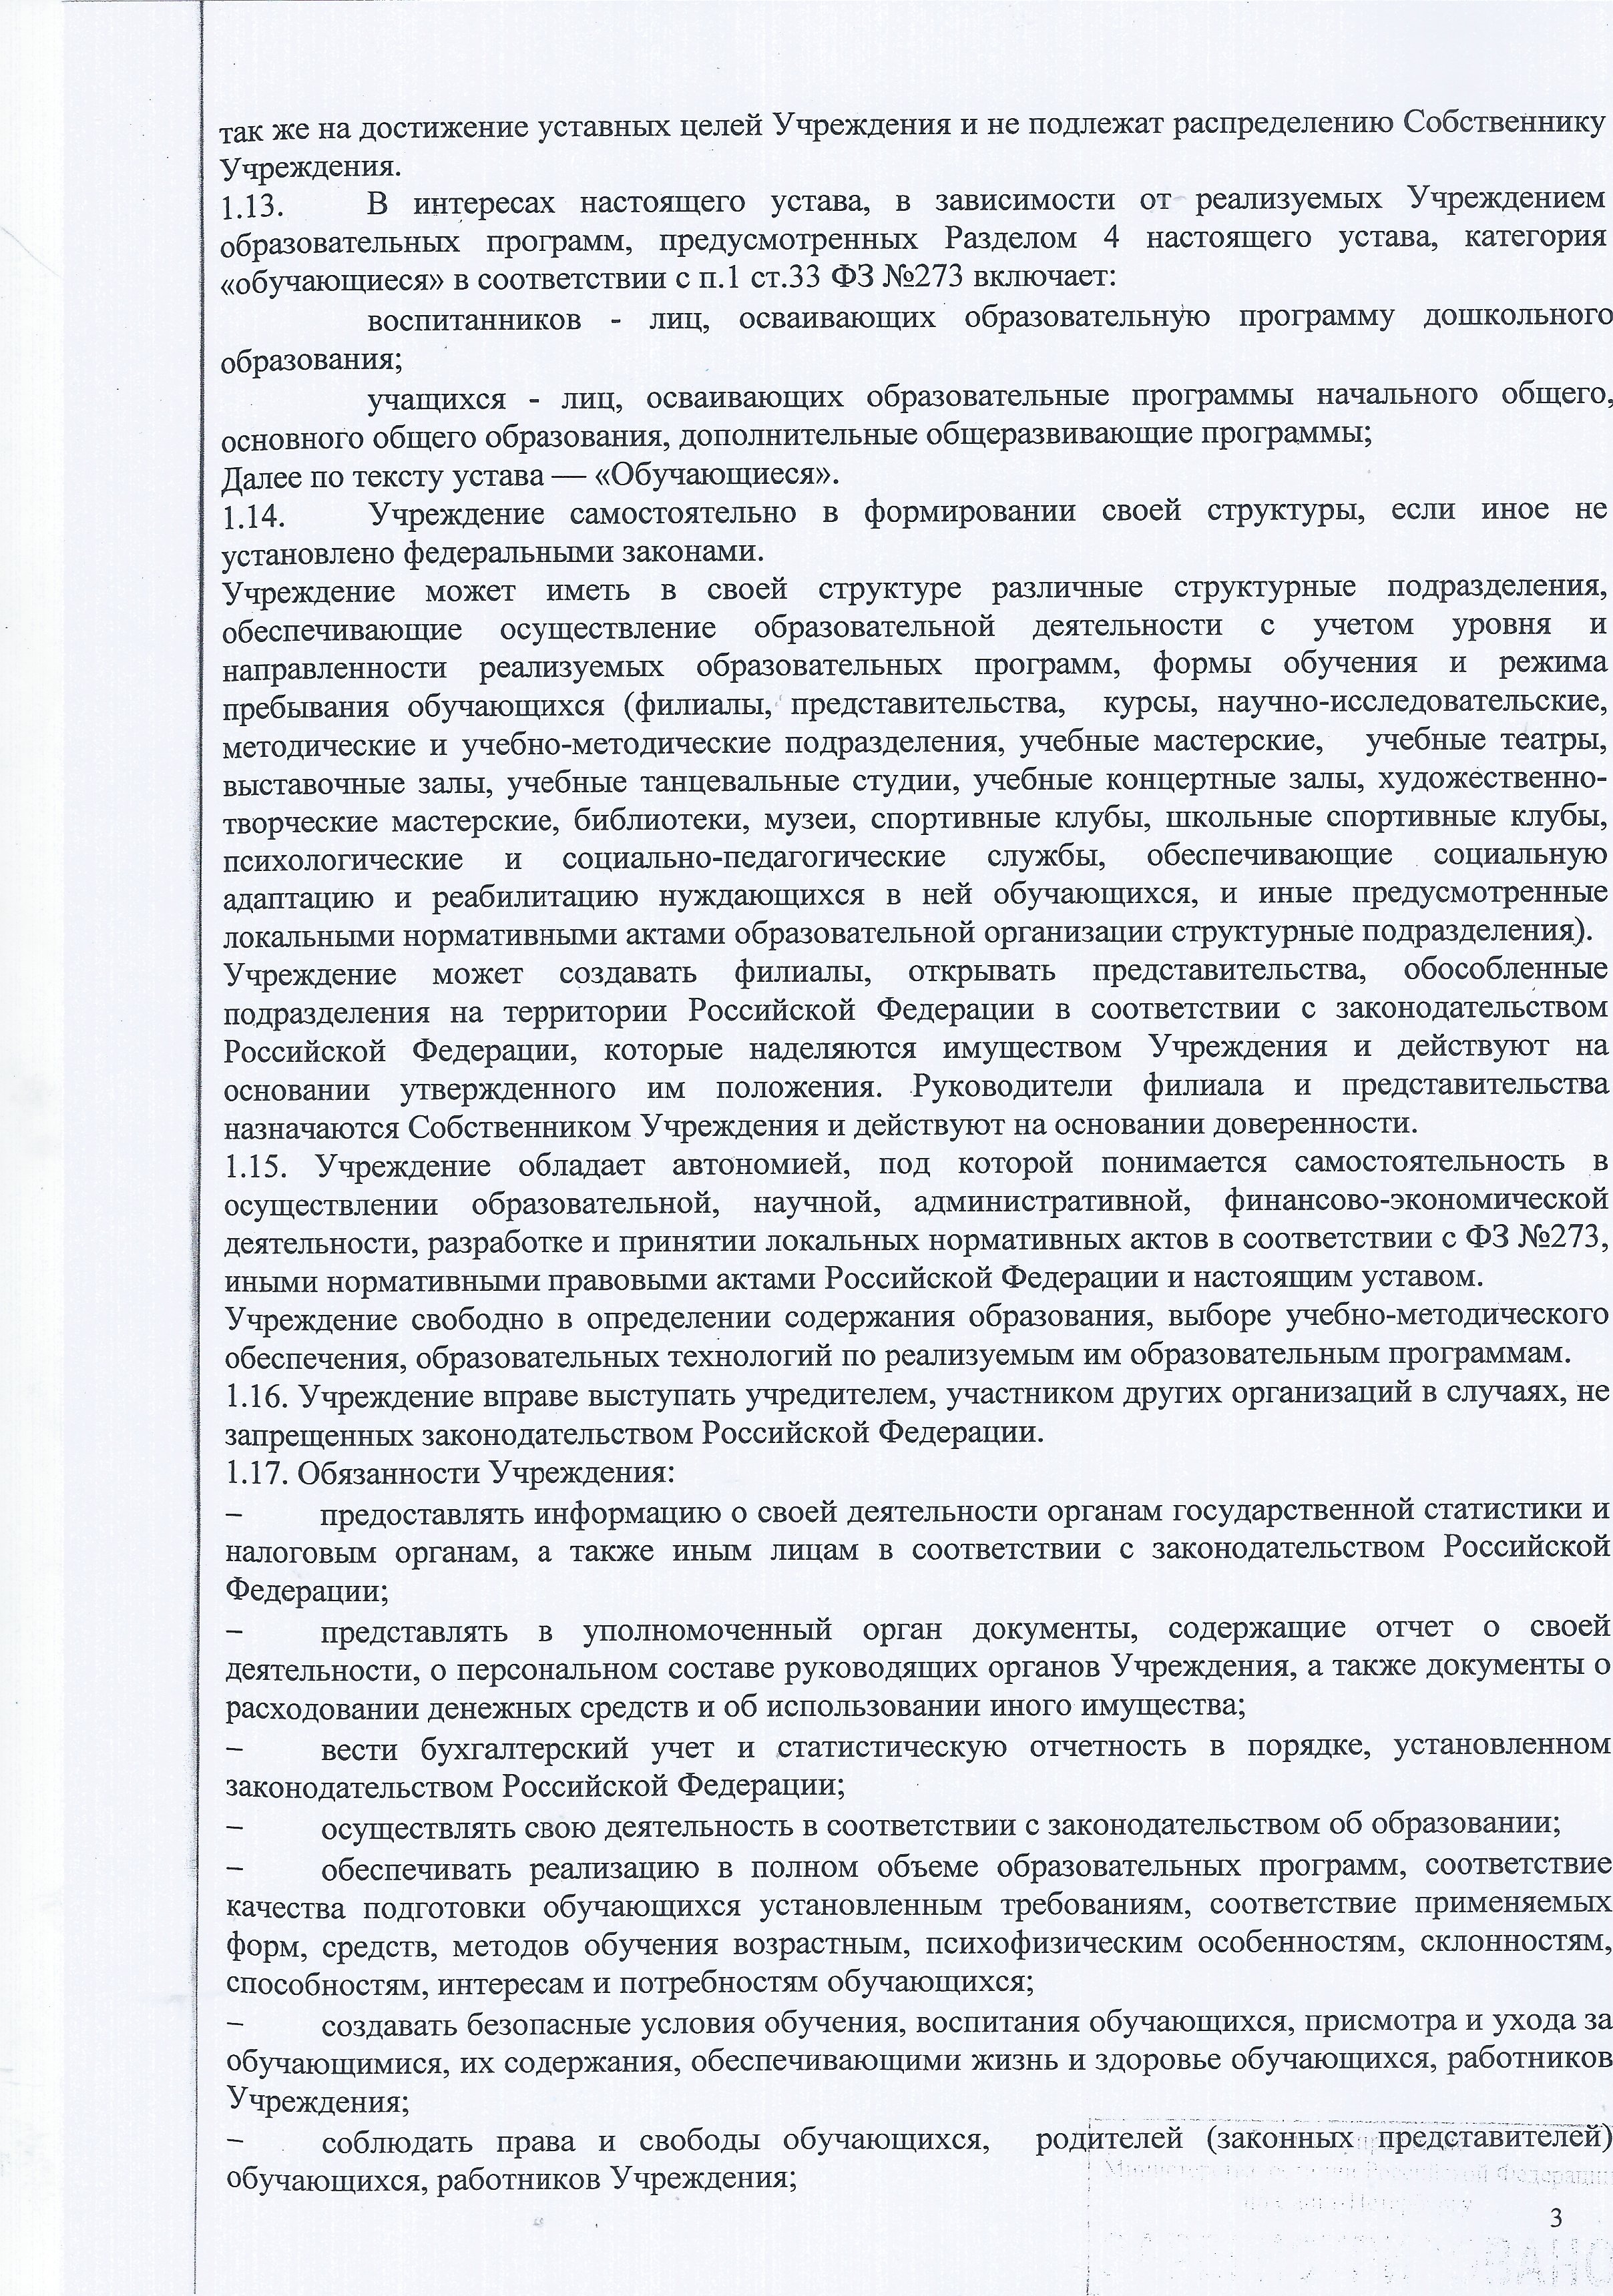 так же на достижение уставных целей Учреждения и не подлежат распределению Собственнику
Учреждения.
1.13. В интересах настоящего устава, в зависимости от реализуемых Учреждением
образовательных программ, предусмотренных Разделом 4 настоящего устава, категория
«обучающиеся» в соответствии с п.1 ст.33 ФЗ №273 включает:
воспитанников - лиц, осваивающих образовательную программу дошкольного
образования;
учащихся - лиц, осваивающих образовательные программы начального общего,
основного общего образования, дополнительные общеразвивающие программы;
Далее по тексту устава — «Обучающиеся».
1.14. Учреждение самостоятельно в формировании своей структуры, если иное не
установлено федеральными законами.
Учреждение может иметь в своей структуре различные структурные подразделения,
обеспечивающие осуществление образовательной деятельности с учетом уровня и
направленности реализуемых образовательных программ, формы обучения и режима
пребывания обучающихся (филиалы, представительства, курсы, научно-исследовательские,
методические и учебно-методические подразделения, учебные мастерские, учебные театры,
выставочные залы, учебные танцевальные студии, учебные концертные залы, художественно-
творческие мастерские, библиотеки, музеи, спортивные клубы, школьные спортивные клубы,
психологические и социально-педагогические службы, обеспечивающие социальную
адаптацию и реабилитацию нуждающихся в ней обучающихся, и иные предусмотренные
локальными нормативными актами образовательной организации структурные подразделения).
Учреждение может создавать филиалы, открывать представительства, обособленные
подразделения на территории Российской Федерации в соответствии с законодательством
Российской Федерации, которые наделяются имуществом Учреждения и действуют на
основании утвержденного им положения. Руководители филиала и представительства
назначаются Собственником Учреждения и действуют на основании доверенности.
1.15. Учреждение обладает автономией, под которой понимается самостоятельность в
осуществлении образовательной, научной, административной, финансово-экономической
деятельности, разработке и принятии локальных нормативных актов в соответствии с ФЗ №273,
иными нормативными правовыми актами Российской Федерации и настоящим уставом.
Учреждение свободно в определении содержания образования, выборе учебно-методического
обеспечения, образовательных технологий по реализуемым им образовательным программам.
1.16. Учреждение вправе выступать учредителем, участником других организаций в случаях, не
запрещенных законодательством Российской Федерации.
1.17. Обязанности Учреждения:
– предоставлять информацию о своей деятельности органам государственной статистики и
налоговым органам, а также иным лицам в соответствии с законодательством Российской
Федерации;
– представлять в уполномоченный орган документы, содержащие отчет о своей
деятельности, о персональном составе руководящих органов Учреждения, а также документы о
расходовании денежных средств и об использовании иного имущества;
– вести бухгалтерский учет и статистическую отчетность в порядке, установленном
законодательством Российской Федерации;
– осуществлять свою деятельность в соответствии с законодательством об образовании;
– обеспечивать реализацию в полном объеме образовательных программ, соответствие
качества подготовки обучающихся установленным требованиям, соответствие применяемых
форм, средств, методов обучения возрастным, психофизическим особенностям, склонностям,
способностям, интересам и потребностям обучающихся;
– создавать безопасные условия обучения, воспитания обучающихся, присмотра и ухода за
обучающимися, их содержания, обеспечивающими жизнь и здоровье обучающихся, работников
Учреждения;
– соблюдать права и свободы обучающихся, родителей (законных представителей)
обучающихся, работников Учреждения;
Российской Федерации
3